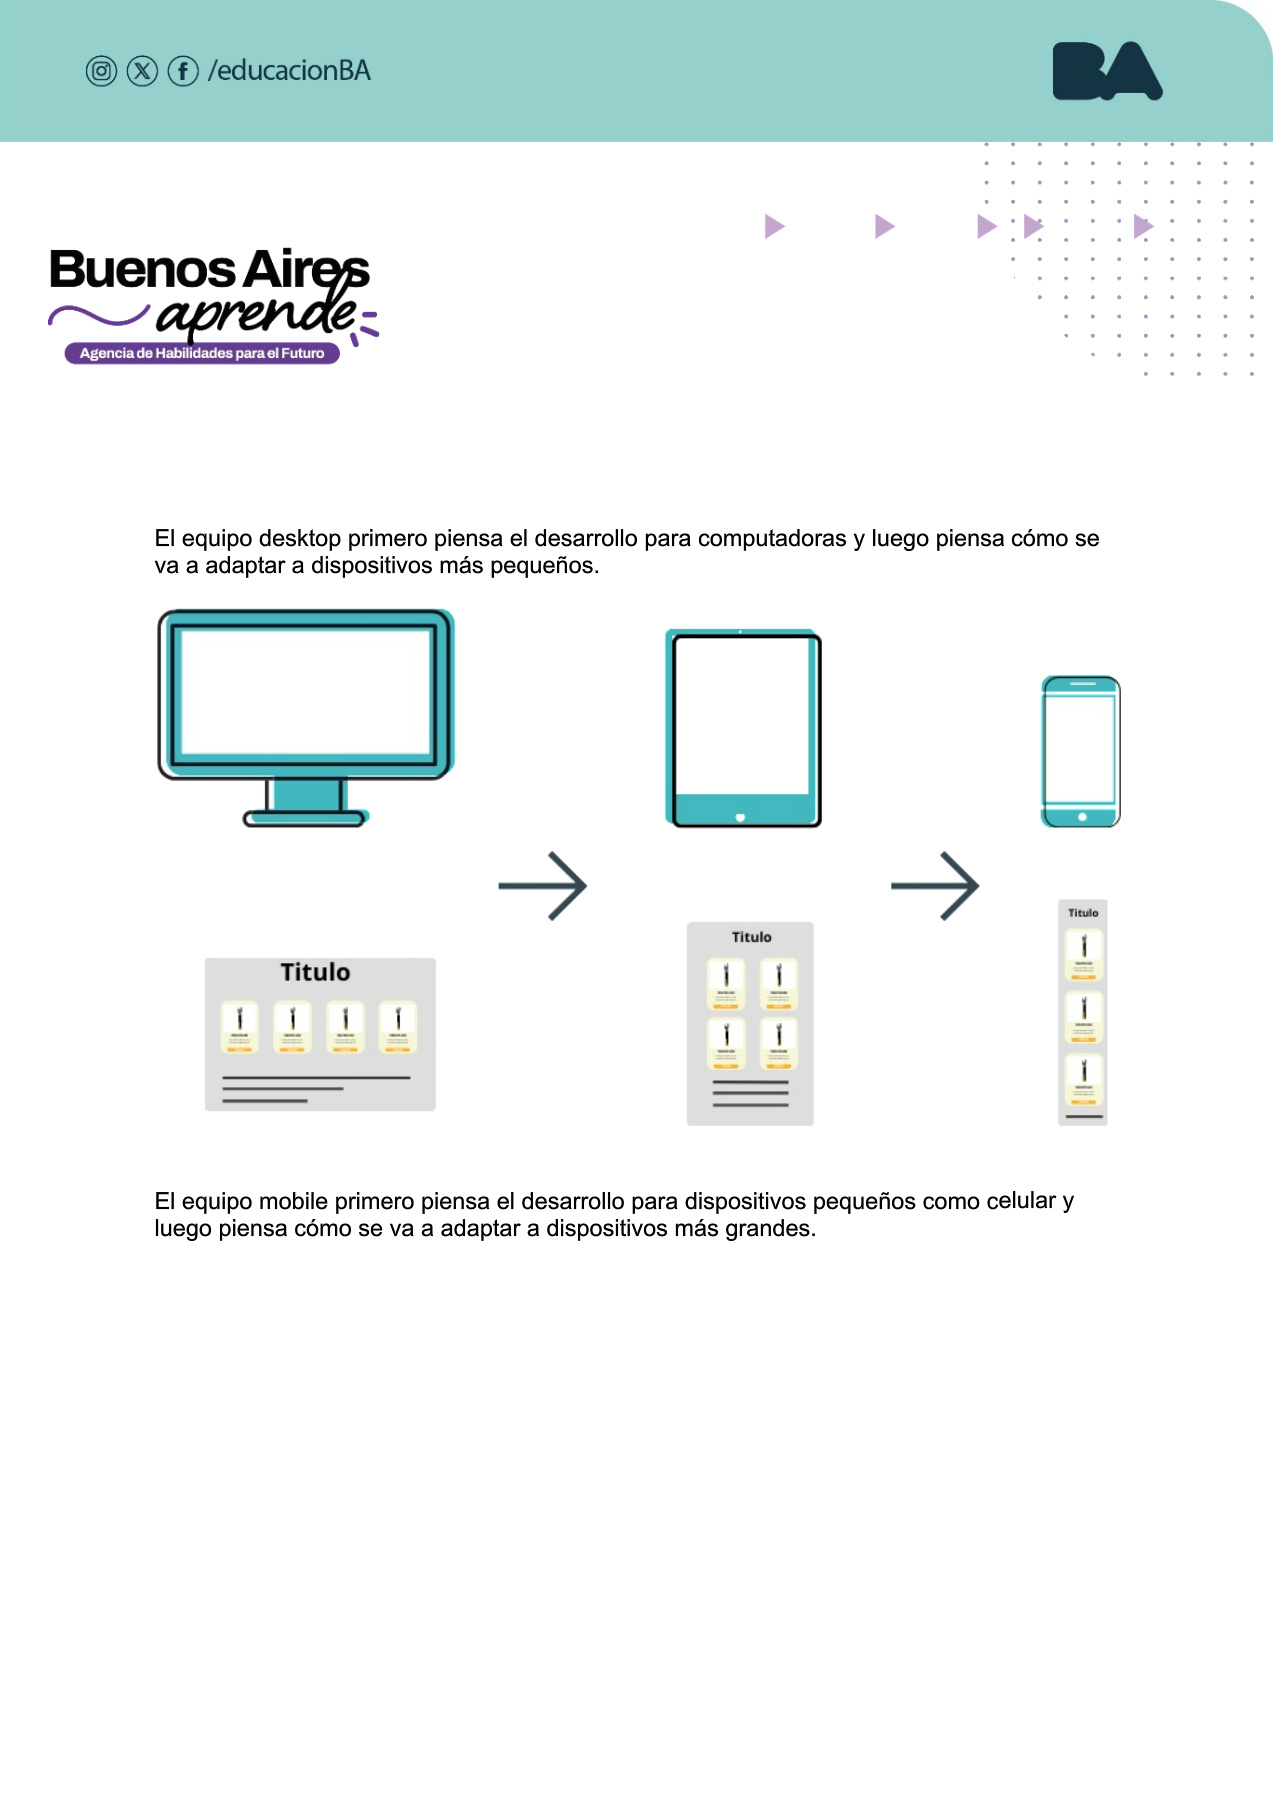 /educacionBA
BA
Buenos Aires
aprende
Agencia de Habilidades para el Futuro
El equipo desktop primero piensa el desarrollo para computadoras y luego piensa cómo se
va a adaptar a dispositivos más pequeños.
Titulo
Titulo
Titulo
El equipo mobile primero piensa el desarrollo para dispositivos pequeños como celular y
luego piensa cómo se va a adaptar a dispositivos más grandes.